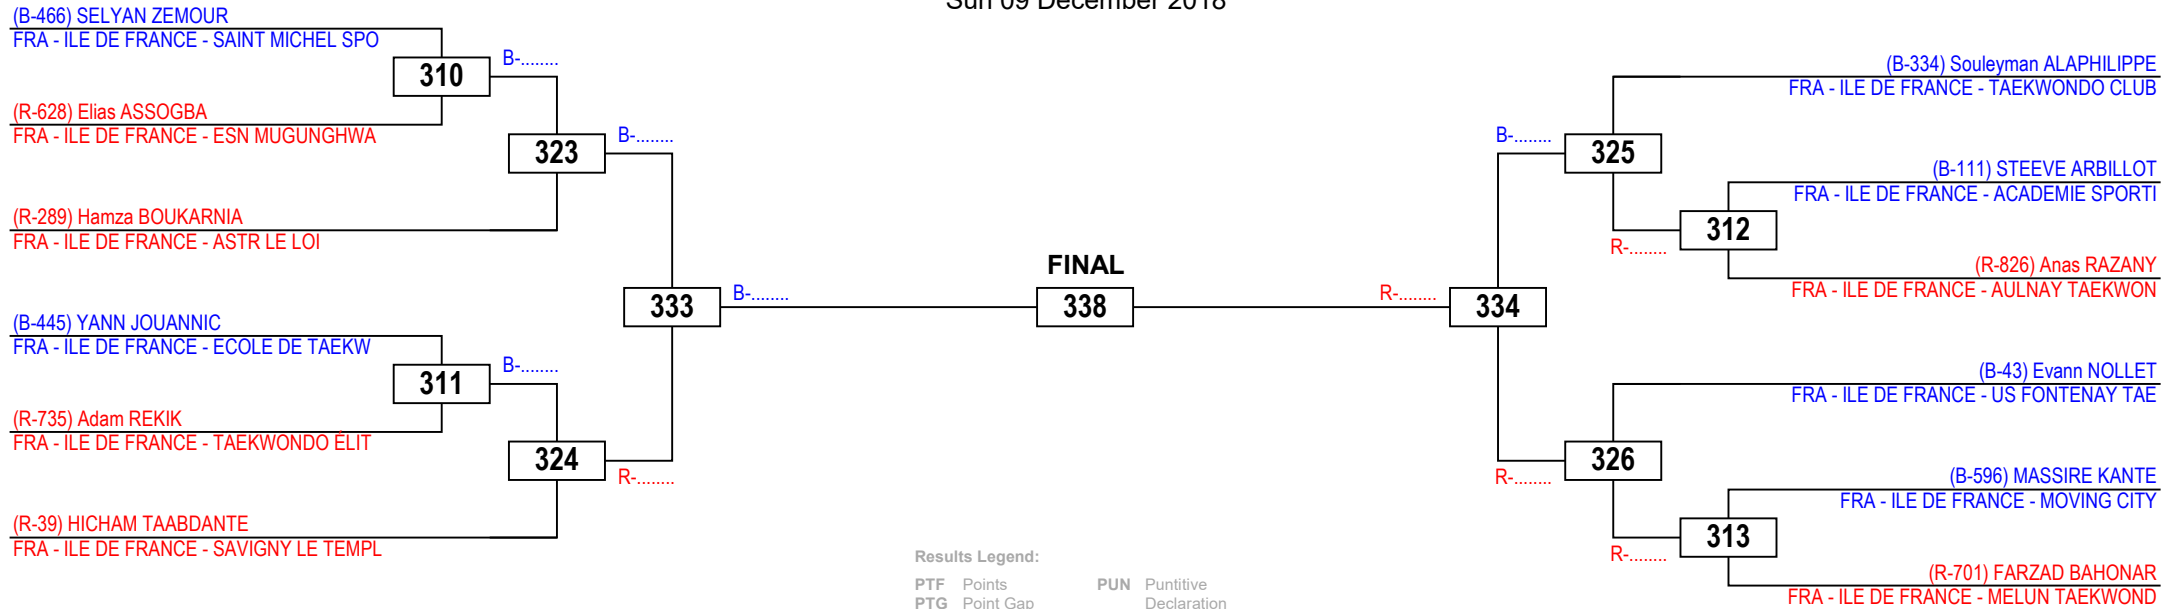 Sun 09 December 2018
(B-466) SELYAN ZEMOUR
FRA - ILE DE FRANCE - SAINT MICHEL SPO
310
B-........
(R-628) Elias ASSOGBA
FRA - ILE DE FRANCE - ESN MUGUNGHWA
323
B-........
(R-289) Hamza BOUKARNIA
FRA - ILE DE FRANCE - ASTR LE LOI
333
B-........
(B-445) YANN JOUANNIC
FRA - ILE DE FRANCE - ECOLE DE TAEKW
311
B-........
(R-735) Adam REKIK
FRA - ILE DE FRANCE - TAEKWONDO ÉLIT
324
R-........
(R-39) HICHAM TAABDANTE
FRA - ILE DE FRANCE - SAVIGNY LE TEMPL
FINAL
338
(B-334) Souleyman ALAPHILIPPE
FRA - ILE DE FRANCE - TAEKWONDO CLUB
B-........
325
(B-111) STEEVE ARBILLOT
FRA - ILE DE FRANCE - ACADEMIE SPORTI
312
R-........
(R-826) Anas RAZANY
FRA - ILE DE FRANCE - AULNAY TAEKWON
R-........
334
(B-43) Evann NOLLET
FRA - ILE DE FRANCE - US FONTENAY TAE
326
R-........
(B-596) MASSIRE KANTE
FRA - ILE DE FRANCE - MOVING CITY
313
R-........
(R-701) FARZAD BAHONAR
FRA - ILE DE FRANCE - MELUN TAEKWOND
Results Legend:
PTF Points
PTG Point Gap
PUN Puntitive
Declaration